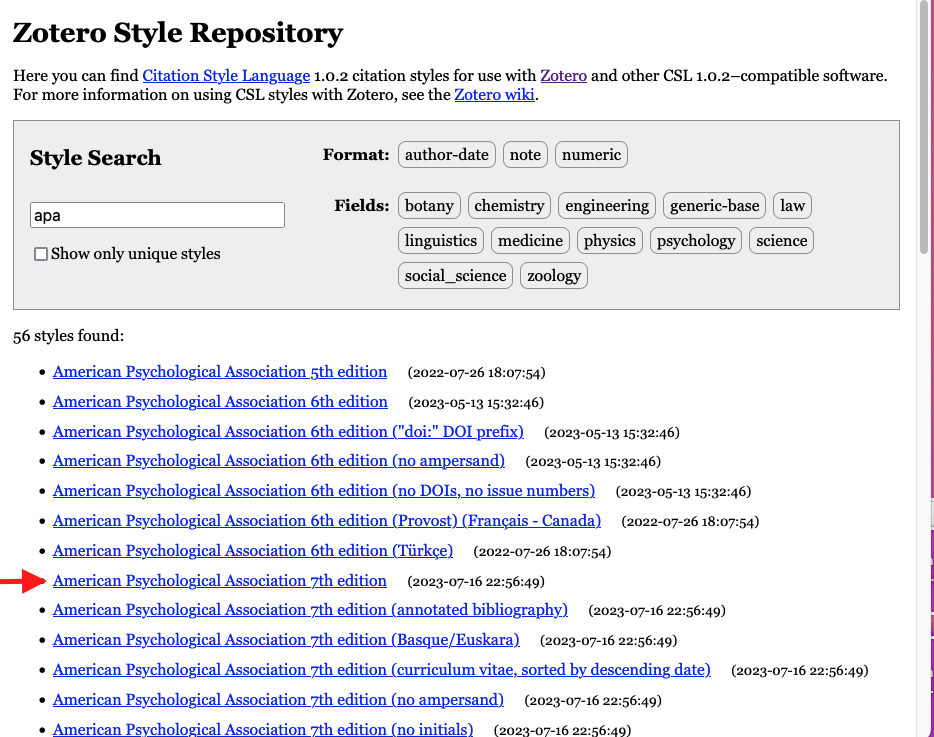 Zotero Style Repository
Here you can find Citation Style Language 1.0.2 citation styles for use with Zotero and other CSL 1.0.2–compatible software.
For more information on using CSL styles with Zotero, see the Zotero wiki.
Style Search
apa
Show only unique styles
Format: author-date note numeric
Fields: botany chemistry engineering generic-base law
linguistics medicine physics psychology science
social_science zoology
56 styles found:
• American Psychological Association 5th edition (2022-07-26 18:07:54)
• American Psychological Association 6th edition (2023-05-13 15:32:46)
• American Psychological Association 6th edition ("doi:" DOI prefix) (2023-05-13 15:32:46)
• American Psychological Association 6th edition (no ampersand) (2023-05-13 15:32:46)
• American Psychological Association 6th edition (no DOIs, no issue numbers) (2023-05-13 15:32:46)
• American Psychological Association 6th edition (Provost) (Français - Canada) (2022-07-26 18:07:54)
• American Psychological Association 6th edition (Türkçe) (2022-07-26 18:07:54)
• American Psychological Association 7th edition (2023-07-16 22:56:49)
• American Psychological Association 7th edition (annotated bibliography) (2023-07-16 22:56:49)
• American Psychological Association 7th edition (Basque/Euskara) (2023-07-16 22:56:49)
• American Psychological Association 7th edition (curriculum vitae, sorted by descending date) (2023-07-16 22:56:49)
• American Psychological Association 7th edition (no ampersand) (2023-07-16 22:56:49)
• American Psychological Association 7th edition (no initials) (2023-07-16 22:56:49)